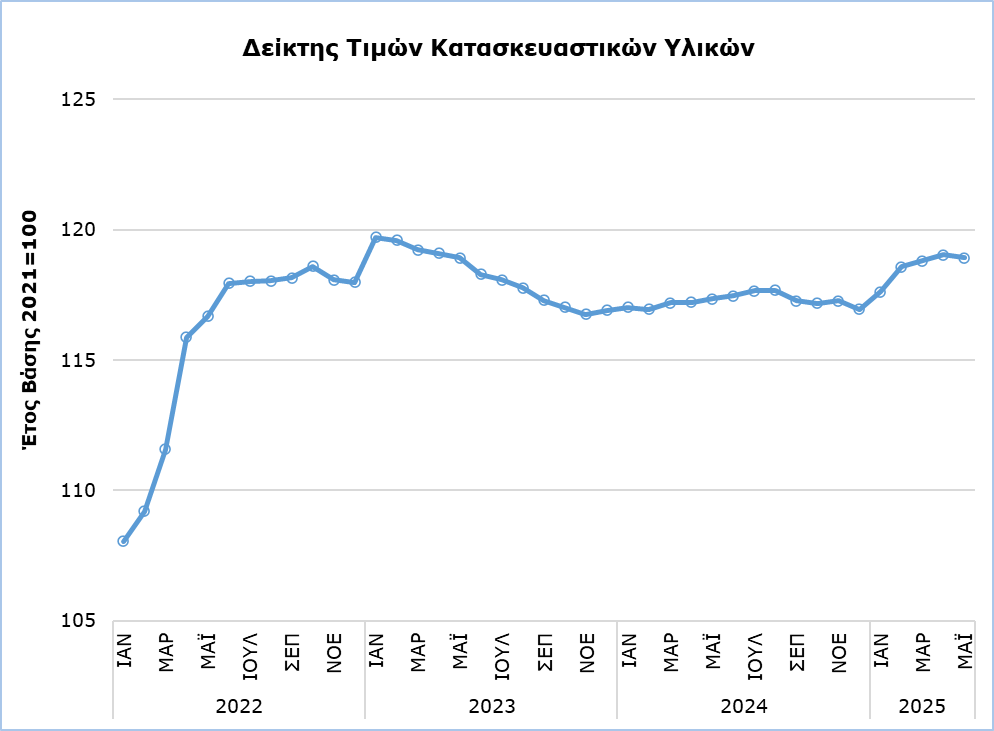 Δείκτης Τιμών Κατασκευαστικών Υλικών
Έτος Βάσης 2021=100
125
120
115
110
105
ΙΑΝ ΜΑΡ ΜΑΪ ΙΟΥΛ ΣΕΠ ΝΟΕ ΙΑΝ ΜΑΡ ΜΑΪ ΙΟΥΛ ΣΕΠ ΝΟΕ ΙΑΝ ΜΑΡ ΜΑΪ ΙΟΥΛ ΣΕΠ ΝΟΕ ΙΑΝ ΜΑΡ ΜΑΪ
2022 2023 2024 2025